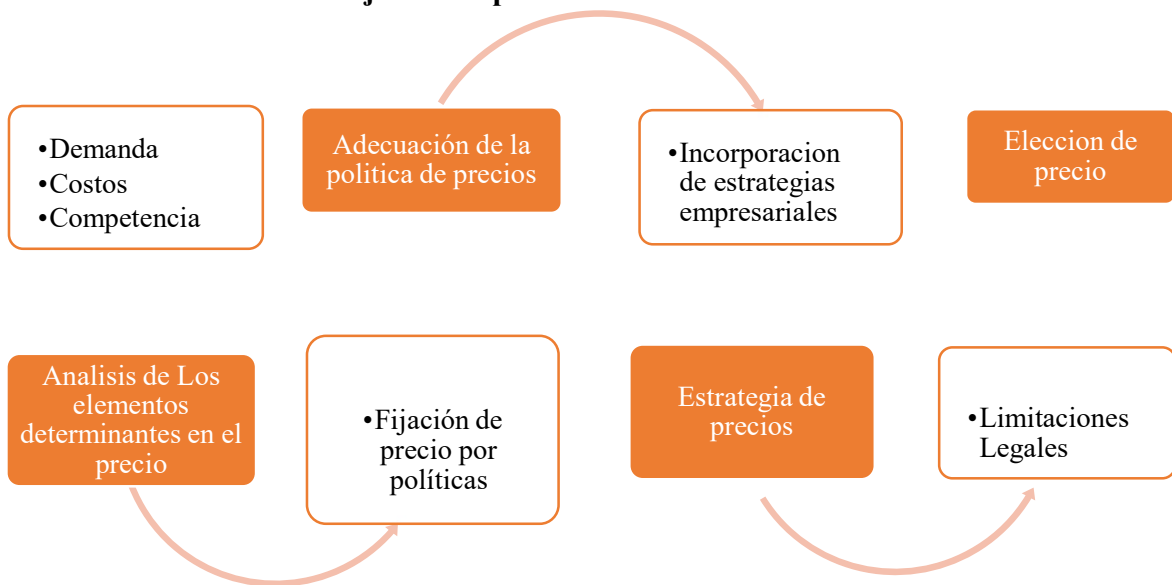 •Demanda
•Costos
•Competencia
Adecuación de la
politica de precios
•Incorporacion
de estrategias
empresariales
Eleccion de
precio
Analisis de Los
elementos
determinantes en el
precio
•Fijación de
precio por
políticas
Estrategia de
precios
•Limitaciones
Legales